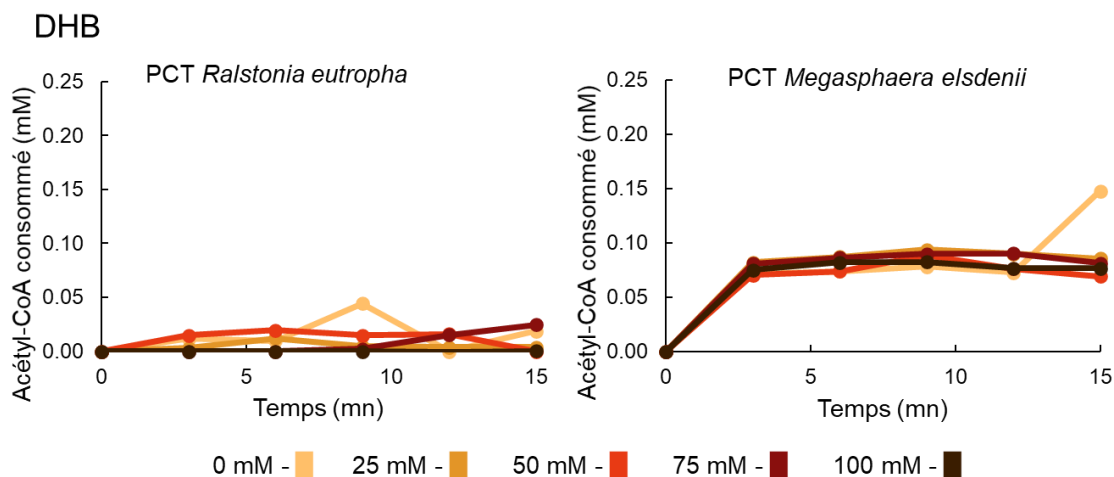 DHB
PCT Ralstonia eutropha
Acétyl-CoA consommé (mM)
0.25
0.20
0.15
0.10
0.05
0.00
0 5 10 15
Temps (mn)
PCT Megasphaera elsdenii
Acétyl-CoA consommé (mM)
0.25
0.20
0.15
0.10
0.05
0.00
0 5 10 15
Temps (mn)
0 mM - 25 mM - 50 mM - 75 mM - 100 mM -